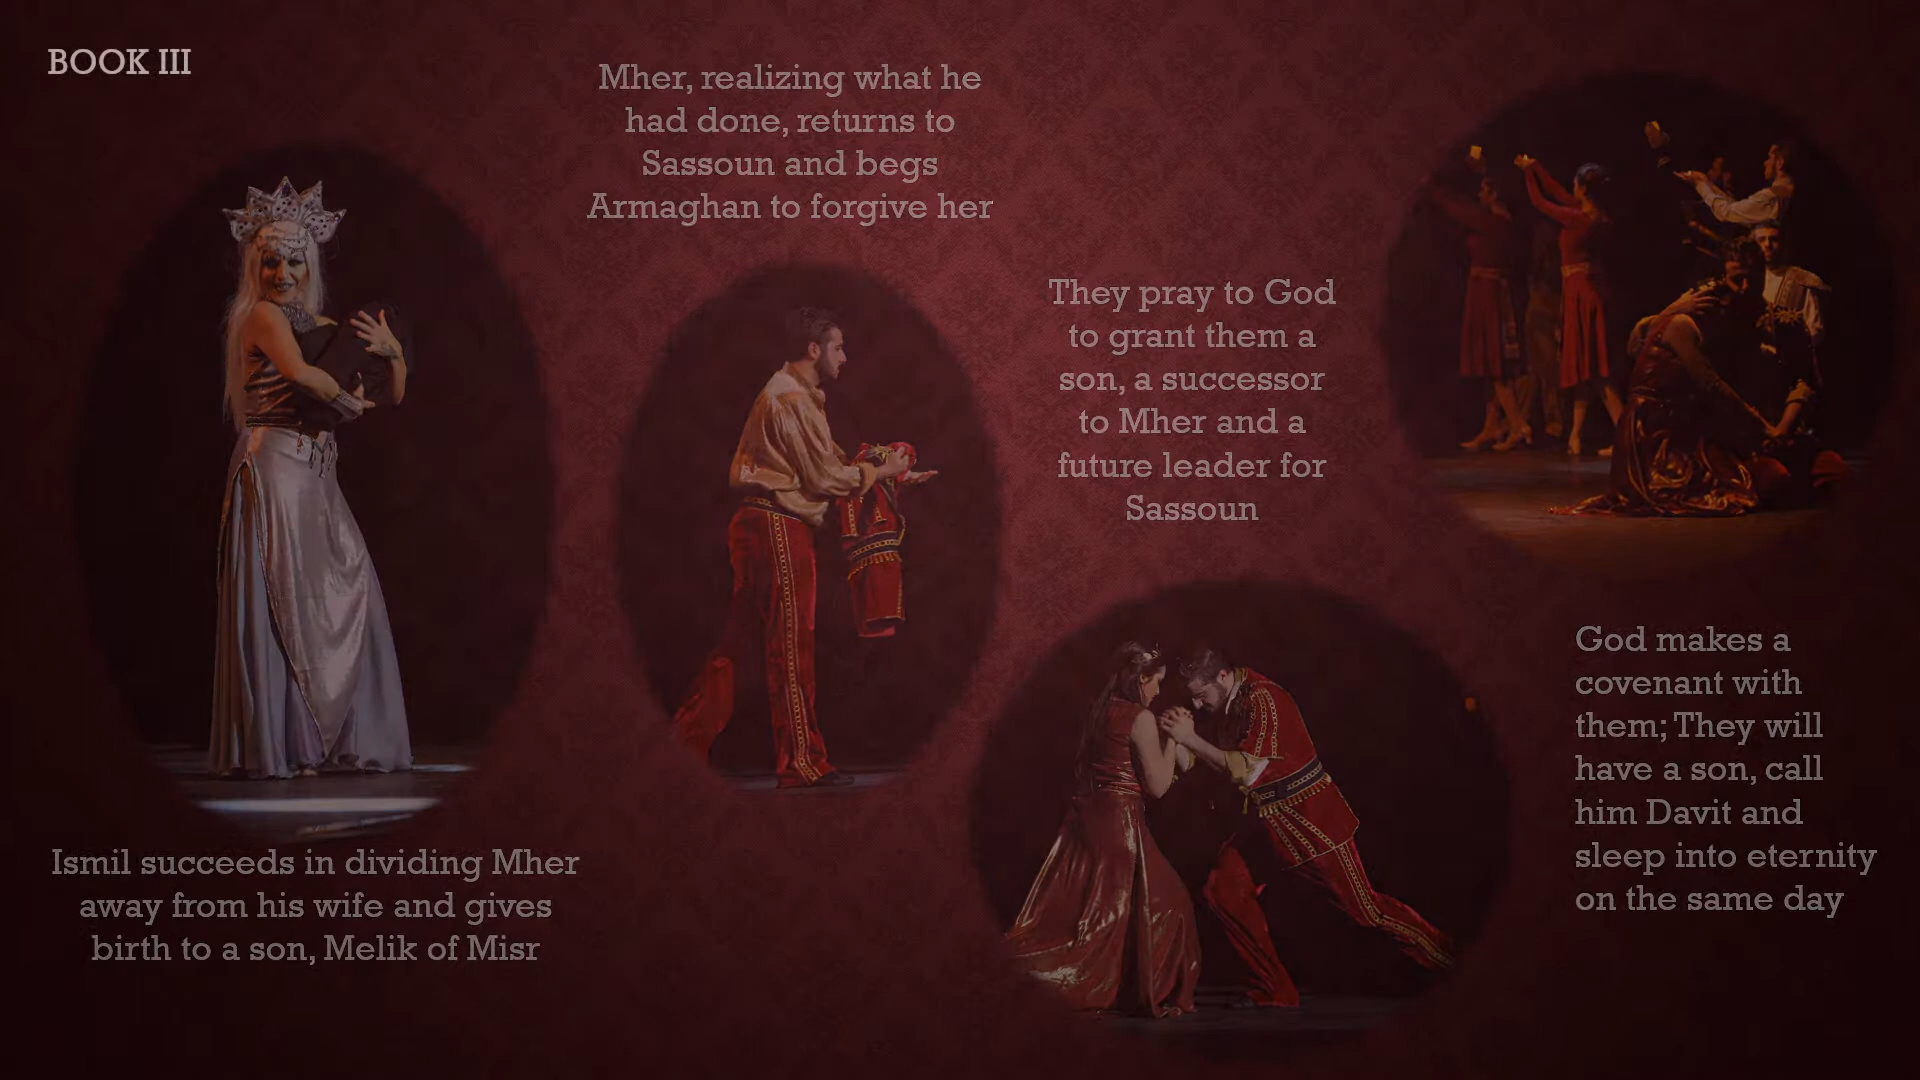 BOOK III
Mher, realizing what he
had done, returns to
Sassoun and begs
Armaghan to forgive her
They pray to God
to grant them a
son, a successor
to Mher and a
future leader for
Sassoun
God makes a
covenant with
them; They will
have a son, call
him Davit and
sleep into eternity
on the same day
Ismil succeeds in dividing Mher
away from his wife and gives
birth to a son, Melik of Misr